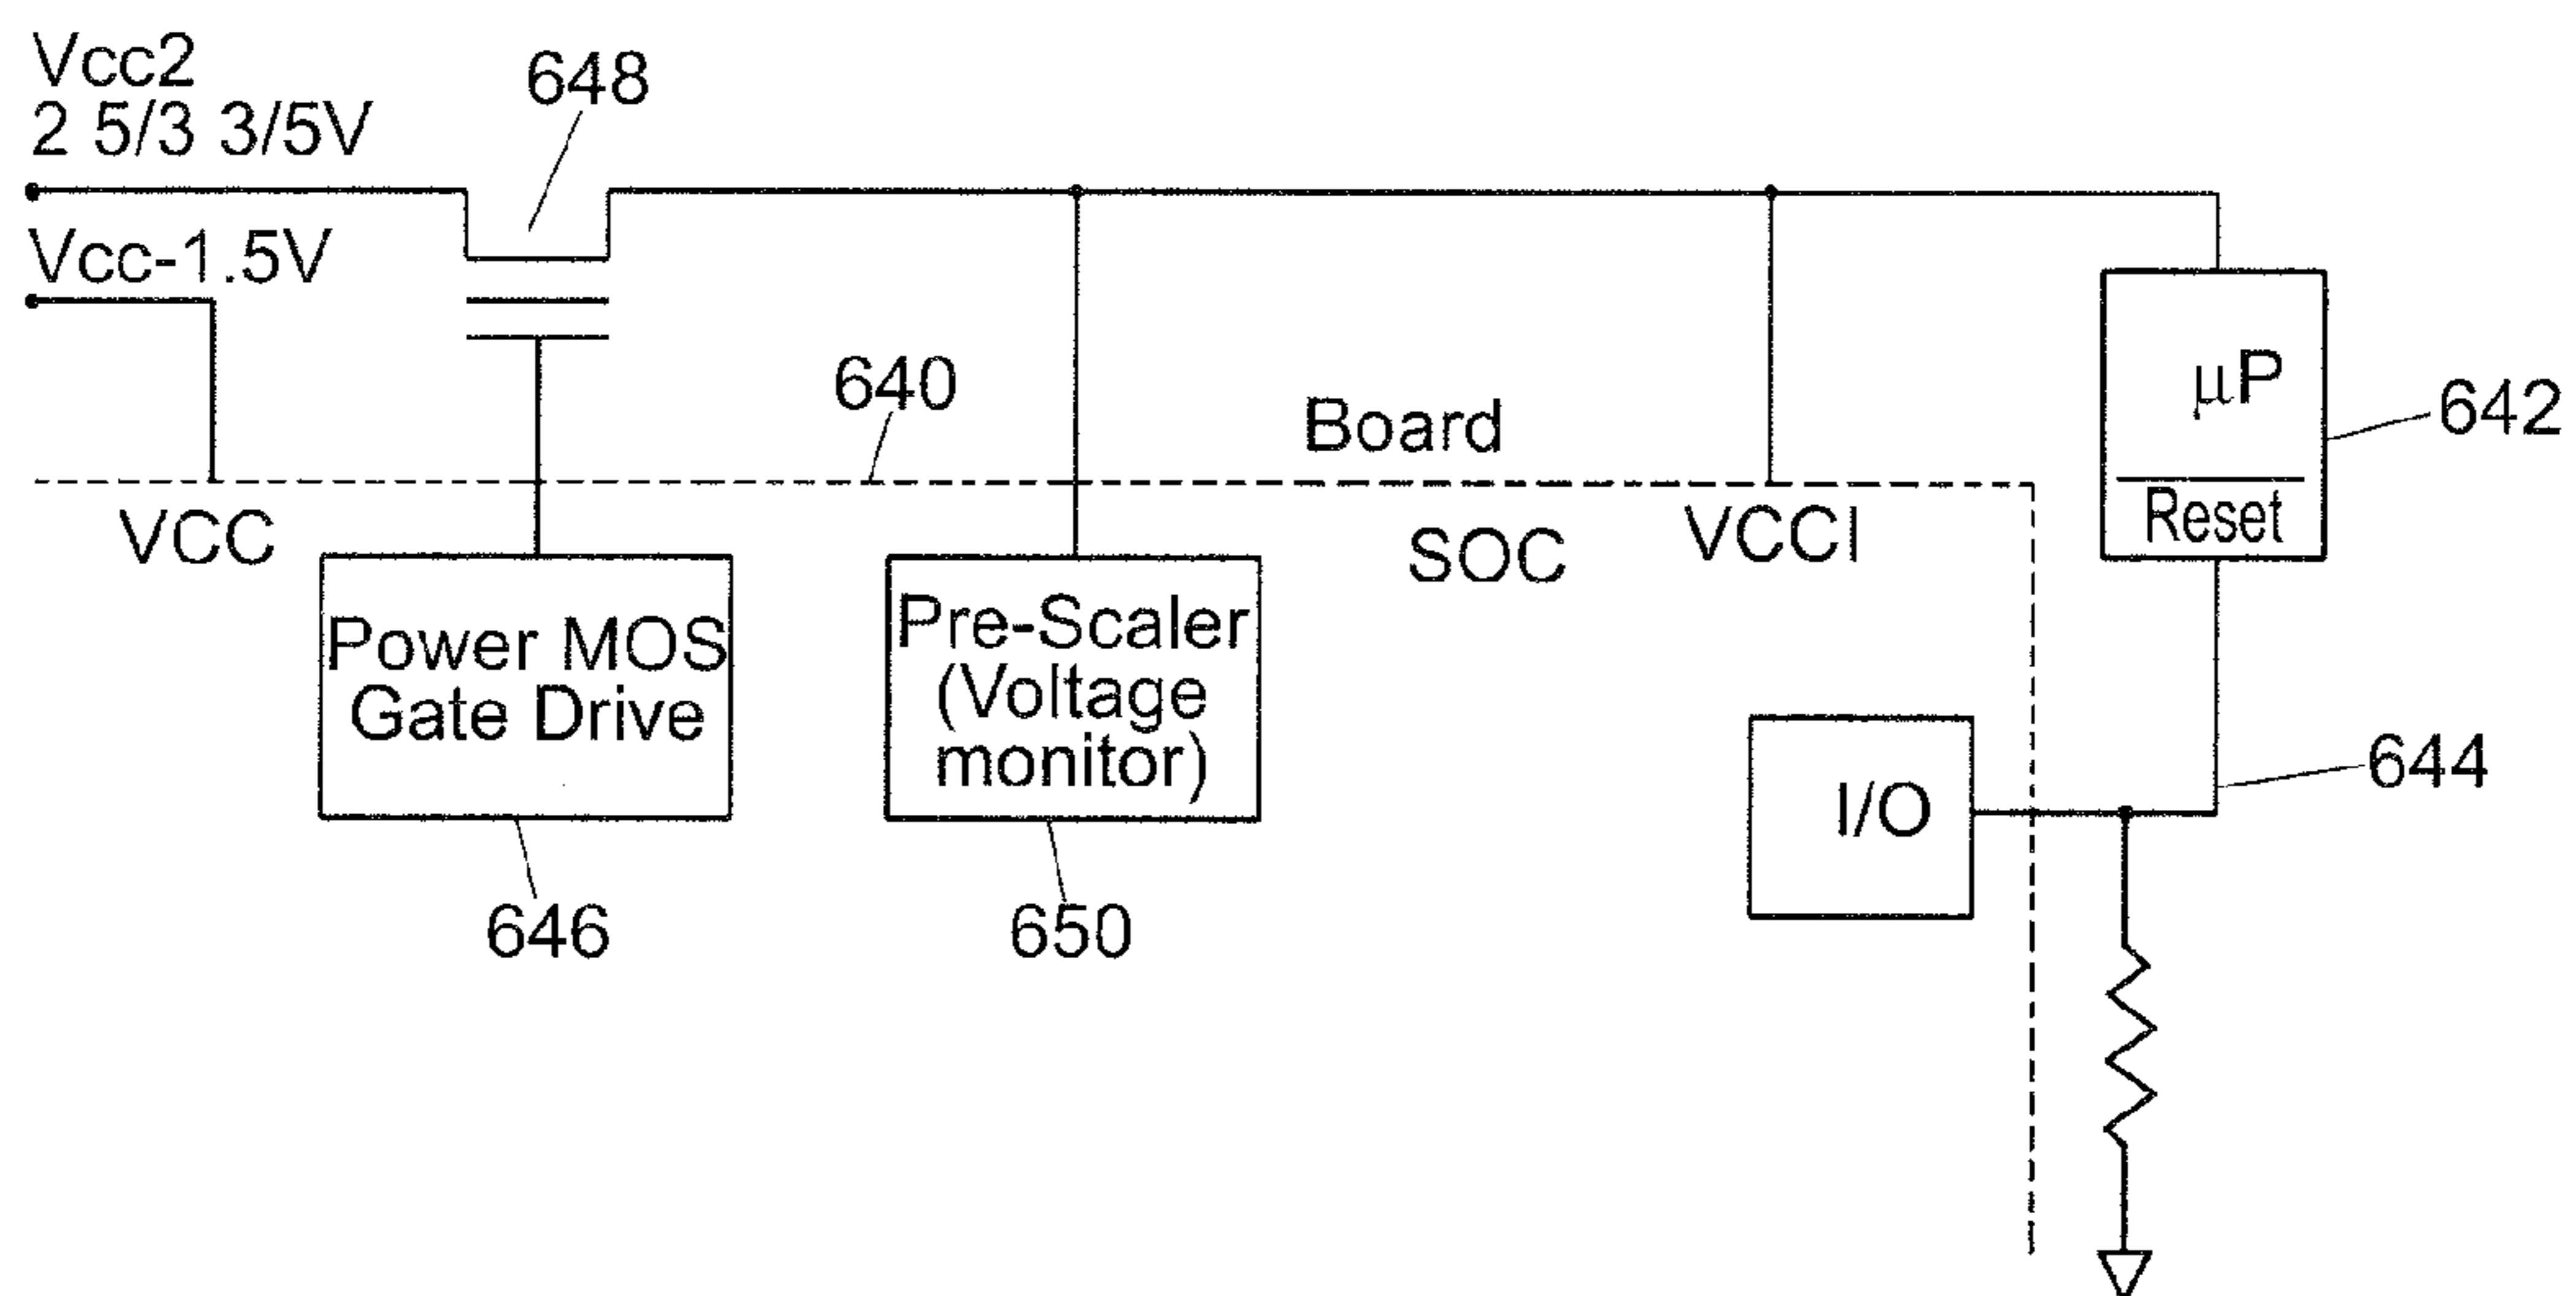 Vcc2
2 5/3 3/5V
648
Vcc-1.5V
640
Board
µP
Reset
642
VCC
SOC
VCCI
Power MOS
Gate Drive
Pre-Scaler
(Voltage
monitor)
I/O
644
646
650